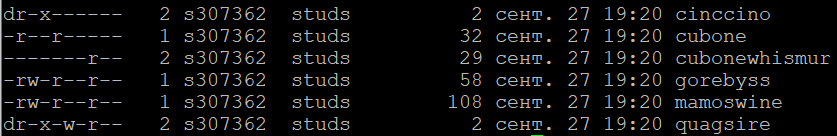 dr-x------ 2 s307362 studs 2 сент. 27 19:20 cinccino
-r--r----- 1 s307362 studs 32 сент. 27 19:20 cubone
-------r-- 2 s307362 studs 29 сент. 27 19:20 cubonewhismur
-rw-r--r-- 1 s307362 studs 58 сент. 27 19:20 gorebyss
-rw-r--r-- 1 s307362 studs 108 сент. 27 19:20 mamoswine
dr-x-w-r-- 2 s307362 studs 2 сент. 27 19:20 quagsire